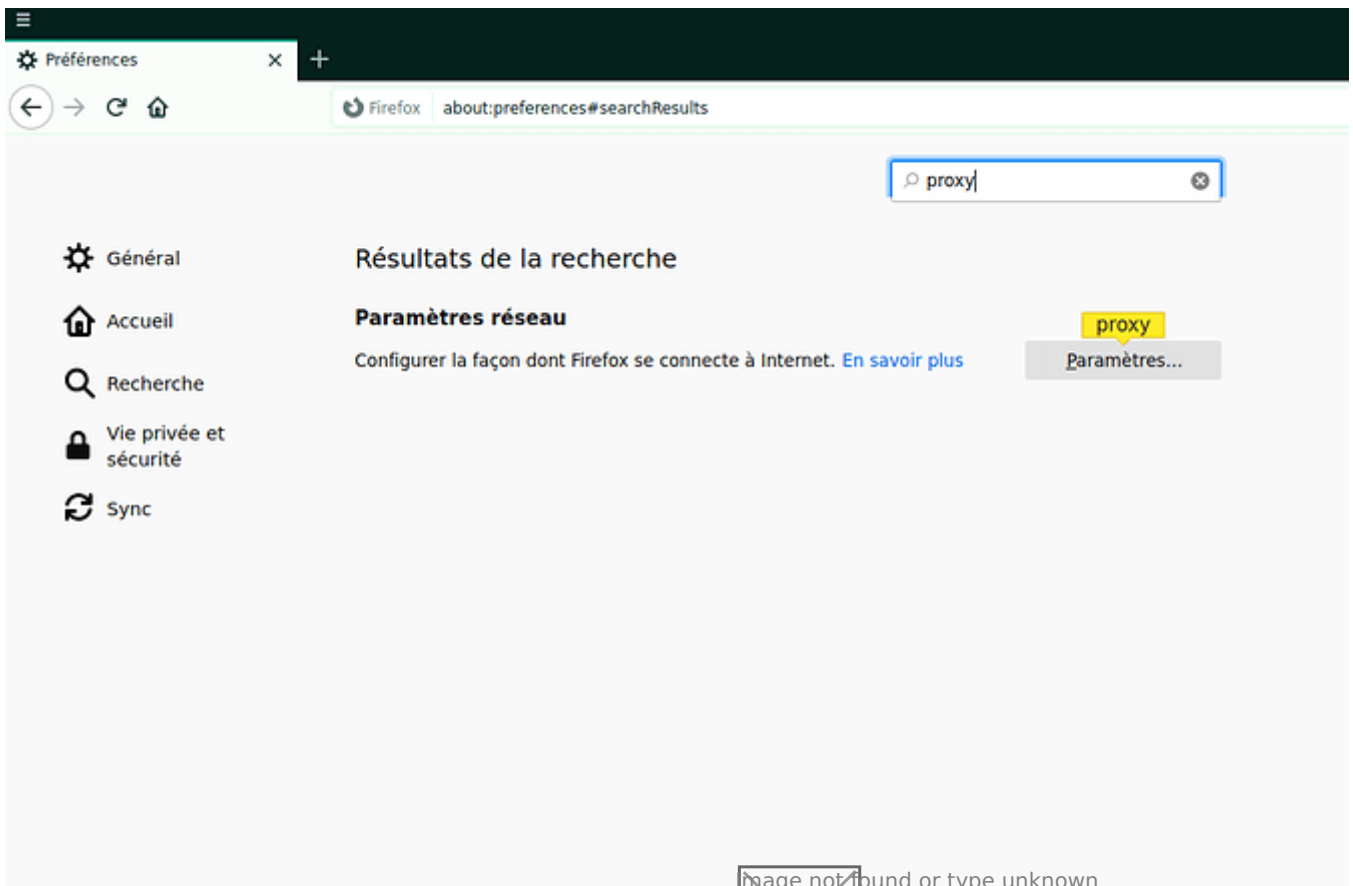 Préférences
Firefox about:preferences#searchResults
proxy
Général
Résultats de la recherche
Accueil
Paramètres réseau
proxy
Configurer la façon dont Firefox se connecte à Internet. En savoir plus
Paramètres...
Recherche
Vie privée et
sécurité
Sync
Image not found or type unknown